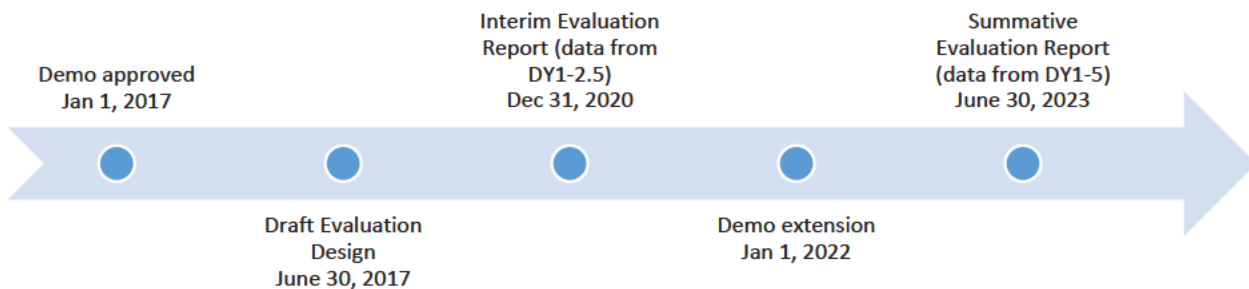 Demo approved
Jan 1, 2017
Draft Evaluation
Design
June 30, 2017
Interim Evaluation
Report (data from
DY1-2.5)
Dec 31, 2020
Demo extension
Jan 1, 2022
Summative
Evaluation Report
(data from DY1-5)
June 30, 2023